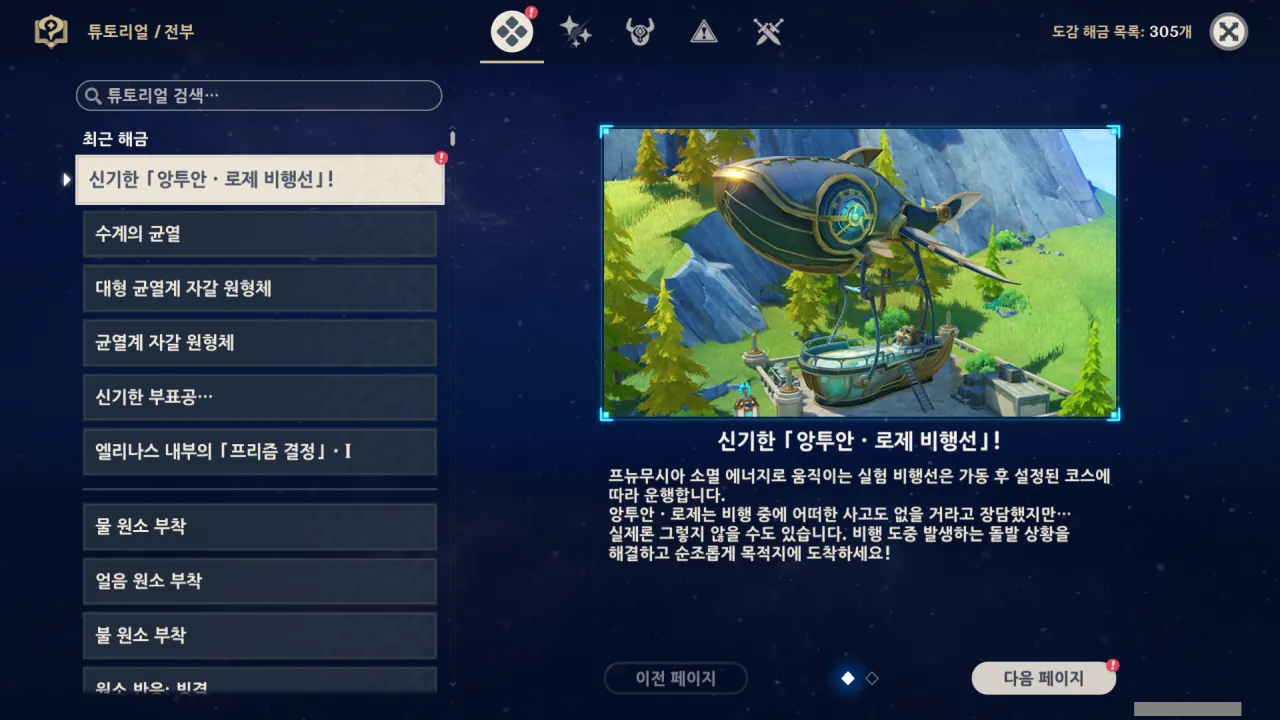 튜토리얼 / 전부
도감 해금 목록: 305개
튜토리얼 검색…
최근 해금
신기한 「앙투안・로제 비행선」!
수계의 균열
대형 균열계 자갈 원형체
균열계 자갈 원형체
신기한 부표공…
엘리나스 내부의 「프리즘 결정」・I
물 원소 부착
얼음 원소 부착
불 원소 부착
원소 반응: 빙결
신기한 「앙투안・로제 비행선」!
프뉴무시아 소멸 에너지로 움직이는 실험 비행선은 가동 후 설정된 코스에
따라 운행합니다.
앙투안・로제는 비행 중에 어떠한 사고도 없을 거라고 장담했지만…
실제론 그렇지 않을 수도 있습니다. 비행 도중 발생하는 돌발 상황을
해결하고 순조롭게 목적지에 도착하세요!
이전 페이지
다음 페이지